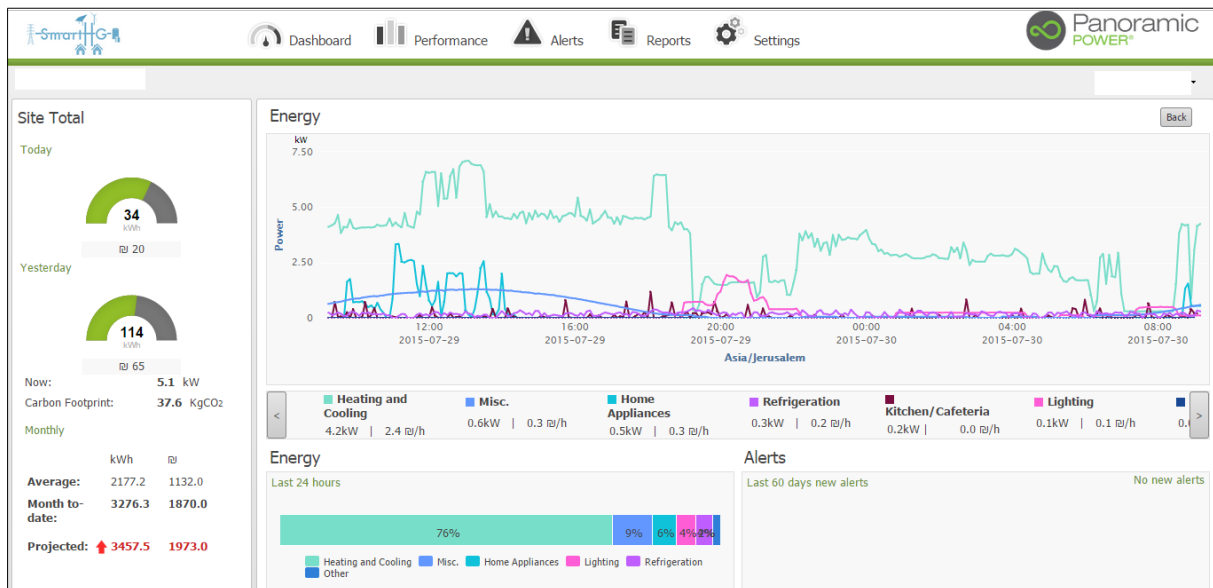 SmartHG
Dashboard
Performance
Alerts
Reports
Settings
Panoramic
POWER®
Site Total
Today
34
kWh
₪ 20
Yesterday
114
kWh
₪ 65
Now: 5.1 kW
Carbon Footprint: 37.6 KgCO2
Monthly
kWh ₪
Average: 2177.2 1132.0
Month to-
date: 3276.3 1870.0
Projected: 3457.5 1973.0
Energy
Back
kW
7.50
5.00
2.50
0
Power
12:00 16:00 20:00 00:00 04:00 08:00
2015-07-29 2015-07-29 2015-07-29 2015-07-30 2015-07-30 2015-07-30
Asia/Jerusalem
<
Heating and
Cooling
4.2kW | 2.4 ₪/h
Misc.
0.6kW | 0.3 ₪/h
Home
Appliances
0.5kW | 0.3 ₪/h
Refrigeration
0.3kW | 0.2 ₪/h
Kitchen/Cafeteria
0.2kW | 0.0 ₪/h
Lighting
0.1kW | 0.1 ₪/h
>
Energy
Last 24 hours
76% 9% 6% 4%
Heating and Cooling Misc. Home Appliances Lighting Refrigeration
Other
Alerts
Last 60 days new alerts
No new alerts